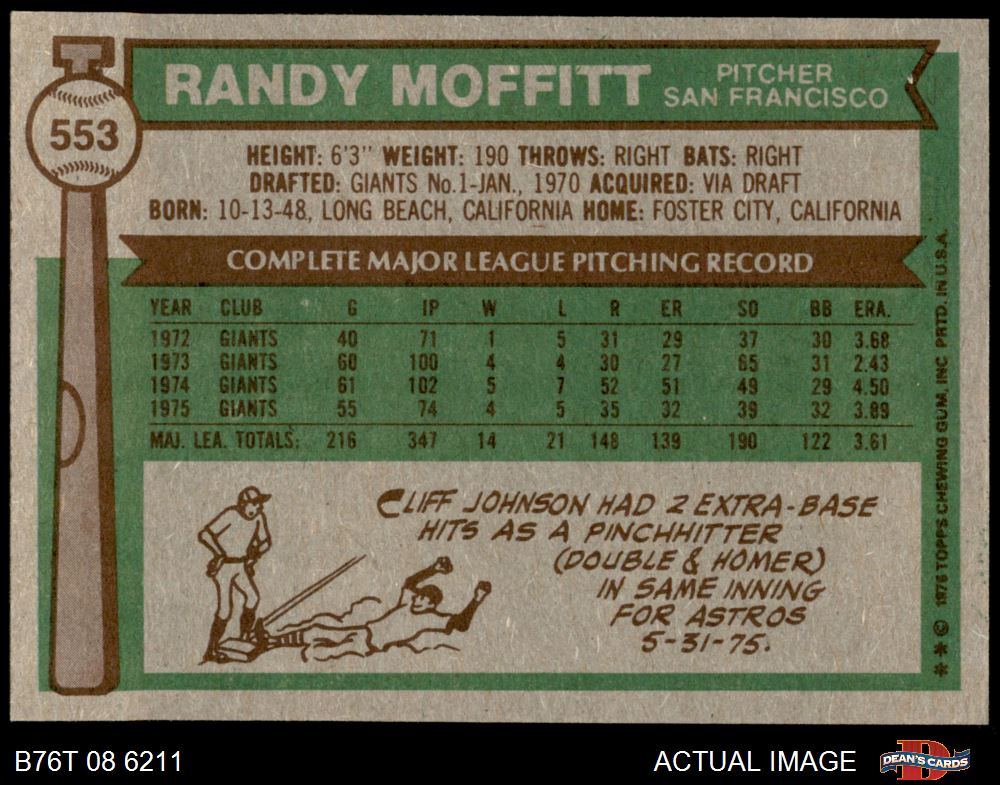 553
RANDY MOFFITT
PITCHER
SAN FRANCISCO
HEIGHT: 6'3" WEIGHT: 190 THROWS: RIGHT BATS: RIGHT
DRAFTED: GIANTS No.1-JAN., 1970 ACQUIRED: VIA DRAFT
BORN: 10-13-48, LONG BEACH, CALIFORNIA HOME: FOSTER CITY, CALIFORNIA
COMPLETE MAJOR LEAGUE PITCHING RECORD
YEAR CLUB G IP W L R ER SO BB ERA.
1972 GIANTS 40 71 1 5 31 29 37 30 3.68
1973 GIANTS 60 100 4 4 30 27 65 31 2.43
1974 GIANTS 61 102 5 7 52 51 49 29 4.50
1975 GIANTS 55 74 4 5 35 32 39 32 3.89
MAJ. LEA. TOTALS: 216 347 14 21 148 139 190 122 3.61
CLIFF JOHNSON HAD 2 EXTRA-BASE
HITS AS A PINCHHITTER
(DOUBLE & HOMER)
IN SAME INNING
FOR ASTROS
5-31-75.
* * © 1976 TOPPS CHEWING GUM, INC. PRTD. IN U.S.A.
B76T 08 6211
ACTUAL IMAGE
D
DEAN'S CARDS